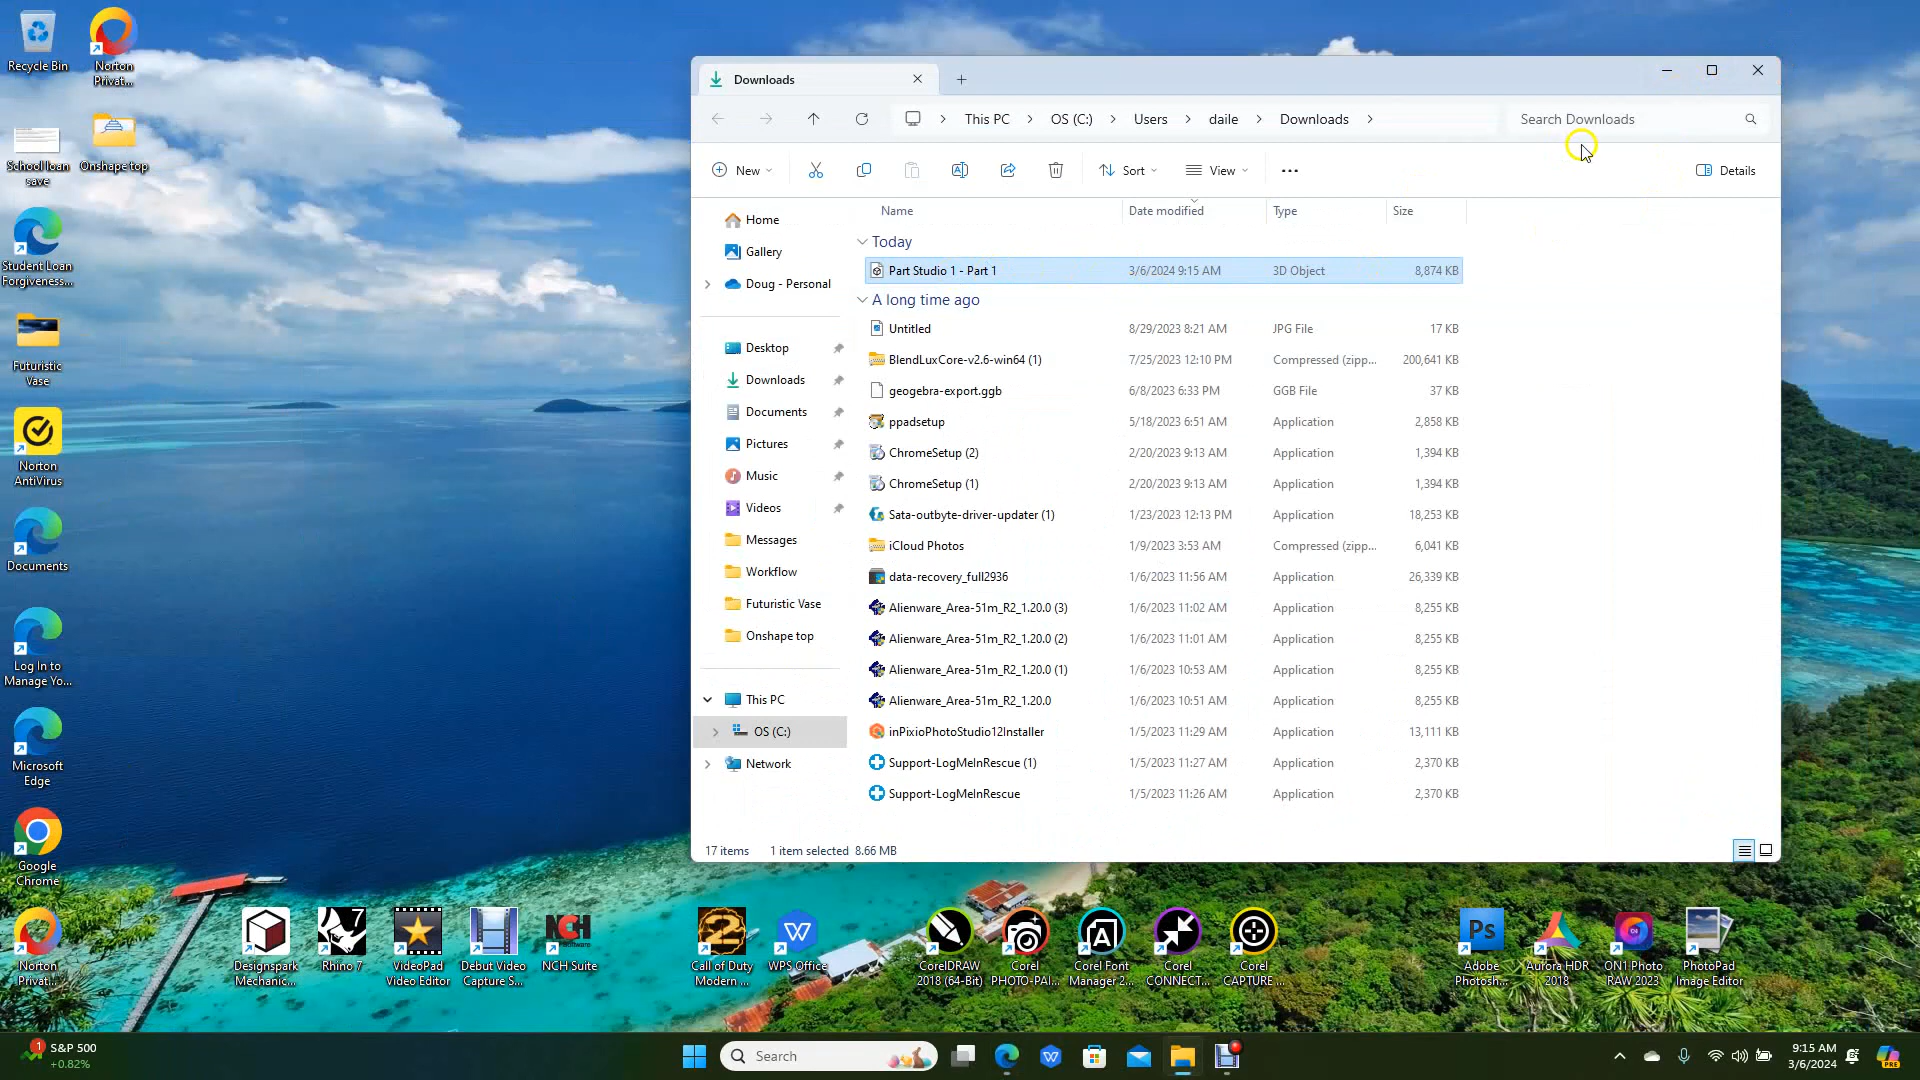 Recycle Bin
Norton
Privat...
School loan
save
Onshape top
Student Loan
Forgiveness...
Futuristic
Vase
Norton
AntiVirus
Documents
Log In to
Manage Yo...
Microsoft
Edge
Google
Chrome
Norton
Privat...
Downloads
This PC
OS (C:)
Users
daile
Downloads
Search Downloads
New
Sort
View
Details
Name
Date modified
Type
Size
Home
Gallery
Doug - Personal
Desktop
Downloads
Documents
Pictures
Music
Videos
Messages
Workflow
Futuristic Vase
Onshape top
This PC
OS (C:)
Network
Today
Part Studio 1 - Part 1 3/6/2024 9:15 AM 3D Object 8,874 KB
A long time ago
Untitled 8/29/2023 8:21 AM JPG File 17 KB
BlendLuxCore-v2.6-win64 (1) 7/25/2023 12:10 PM Compressed (zipp... 200,641 KB
geogebra-export.ggb 6/8/2023 6:33 PM GGB File 37 KB
ppadsetup 5/18/2023 6:51 AM Application 2,858 KB
ChromeSetup (2) 2/20/2023 9:13 AM Application 1,394 KB
ChromeSetup (1) 2/20/2023 9:13 AM Application 1,394 KB
Sata-outbyte-driver-updater (1) 1/23/2023 12:13 PM Application 18,253 KB
iCloud Photos 1/9/2023 3:53 AM Compressed (zipp... 6,041 KB
data-recovery_full2936 1/6/2023 11:56 AM Application 26,339 KB
Alienware_Area-51m_R2_1.20.0 (3) 1/6/2023 11:02 AM Application 8,255 KB
Alienware_Area-51m_R2_1.20.0 (2) 1/6/2023 11:01 AM Application 8,255 KB
Alienware_Area-51m_R2_1.20.0 (1) 1/6/2023 10:53 AM Application 8,255 KB
Alienware_Area-51m_R2_1.20.0 1/6/2023 10:51 AM Application 8,255 KB
inPixioPhotoStudio12Installer 1/5/2023 11:29 AM Application 13,111 KB
Support-LogMeInRescue (1) 1/5/2023 11:27 AM Application 2,370 KB
Support-LogMeInRescue 1/5/2023 11:26 AM Application 2,370 KB
17 items 1 item selected 8.66 MB
Designspark
Mechanic...
7
Rhino 7
VideoPad
Video Editor
Debut Video
Capture S...
NCH
Software
NCH Suite
2
Call of Duty
Modern ...
W
WPS Office
CorelDRAW
2018 (64-Bit)
Corel
PHOTO-PAI...
Corel Font
Manager 2...
Corel
CONNECT...
Corel
CAPTURE ...
Ps
Adobe
Photosh...
Aurora HDR
2018
ON1 Photo
RAW 2023
PhotoPad
Image Editor
1
S&P 500
+0.82%
Search
9:15 AM
3/6/2024
PRE